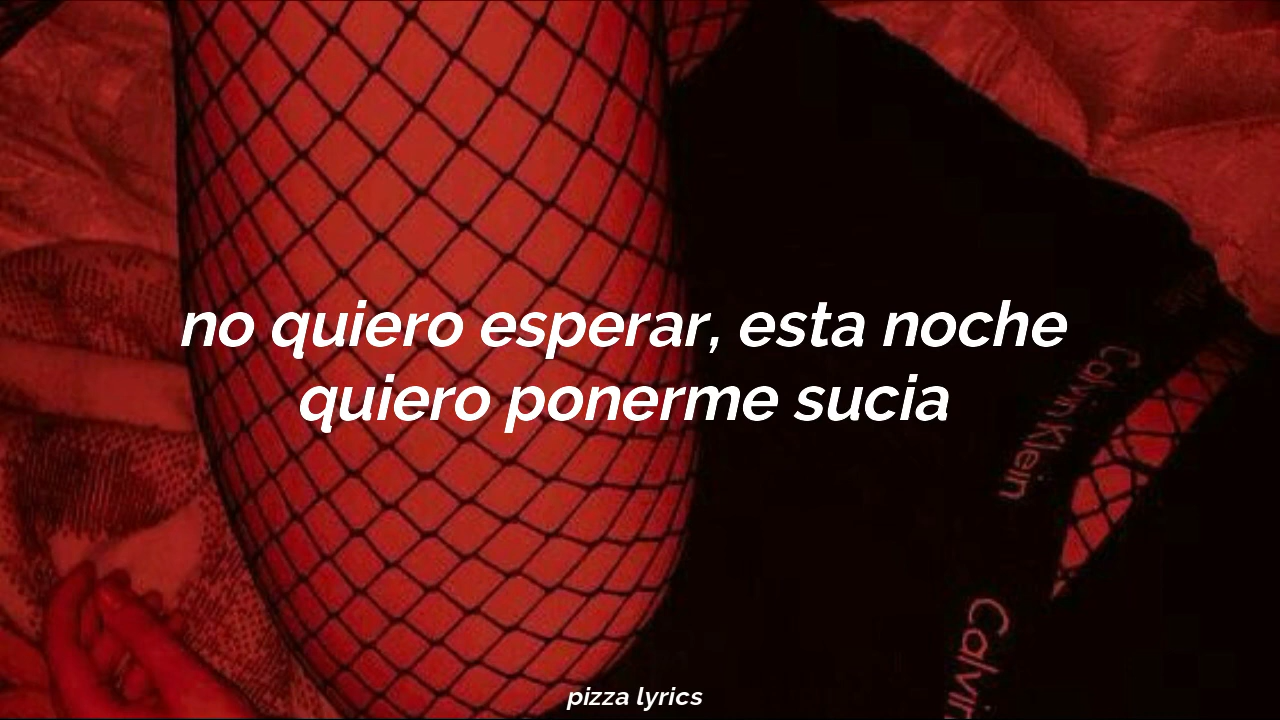 no quiero esperar, esta noche
quiero ponerme sucia
Calvin Klein
Calvin
pizza lyrics